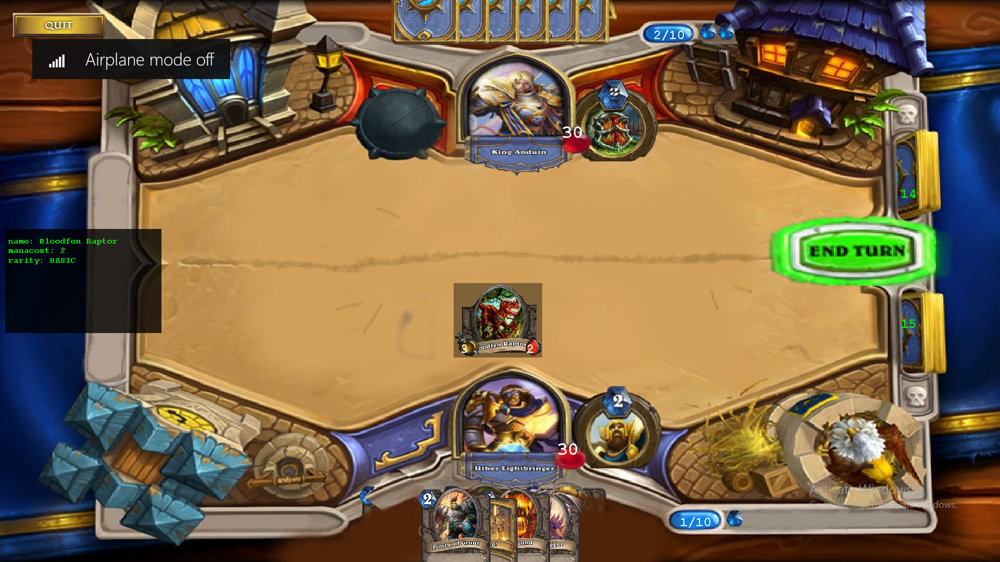 QUIT
2/10
Airplane mode off
2
30
King Anduin
14
name: Bloodfen Raptor
manacost: 2
rarity: BASIC
END TURN
15
3
oodfen Raptor
2
2
30
Uther Lightbringer
Activate Windows
Go to Settings to activate Windows.
2
1/10
Frostwolf Grunt
lp!
ound
ggus